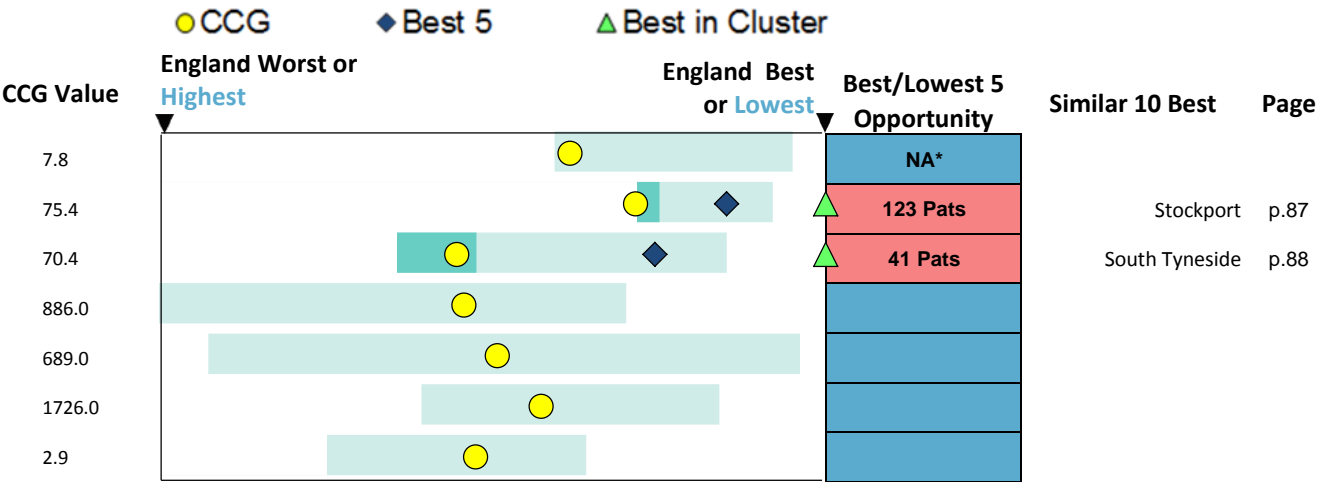 CCG Best 5 Best in Cluster
CCG Value
England Worst or
Highest
England Best
or Lowest
Best/Lowest 5
Opportunity
Similar 10 Best
Page
7.8 NA*
75.4 123 Pats Stockport p.87
70.4 41 Pats South Tyneside p.88
886.0
689.0
1726.0
2.9